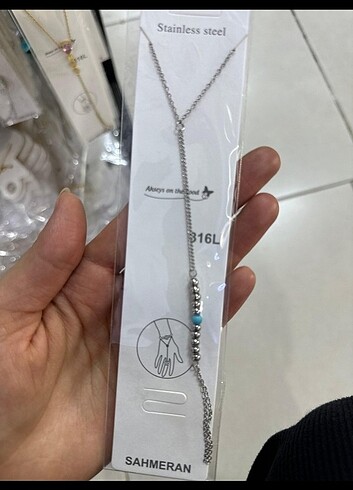 Stainless steel
Always on the road
316L
SAHMERAN